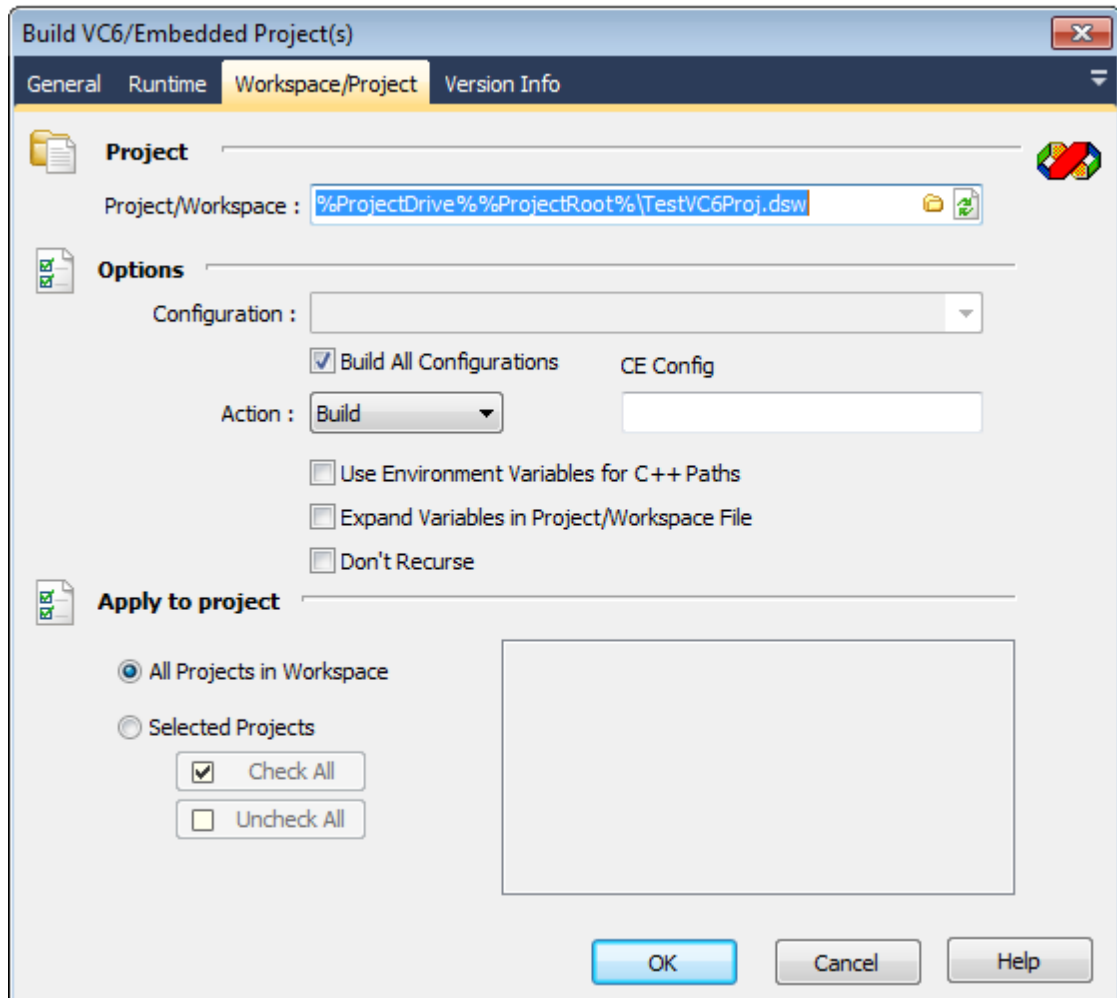 Build VC6/Embedded Project(s)
General Runtime Workspace/Project Version Info
Project
Project/Workspace : %ProjectDrive%%ProjectRoot%\TestVC6Proj.dsw
Options
Configuration :
Build All Configurations CE Config
Action : Build
Use Environment Variables for C++ Paths
Expand Variables in Project/Workspace File
Don't Recurse
Apply to project
All Projects in Workspace
Selected Projects
Check All
Uncheck All
OK Cancel Help